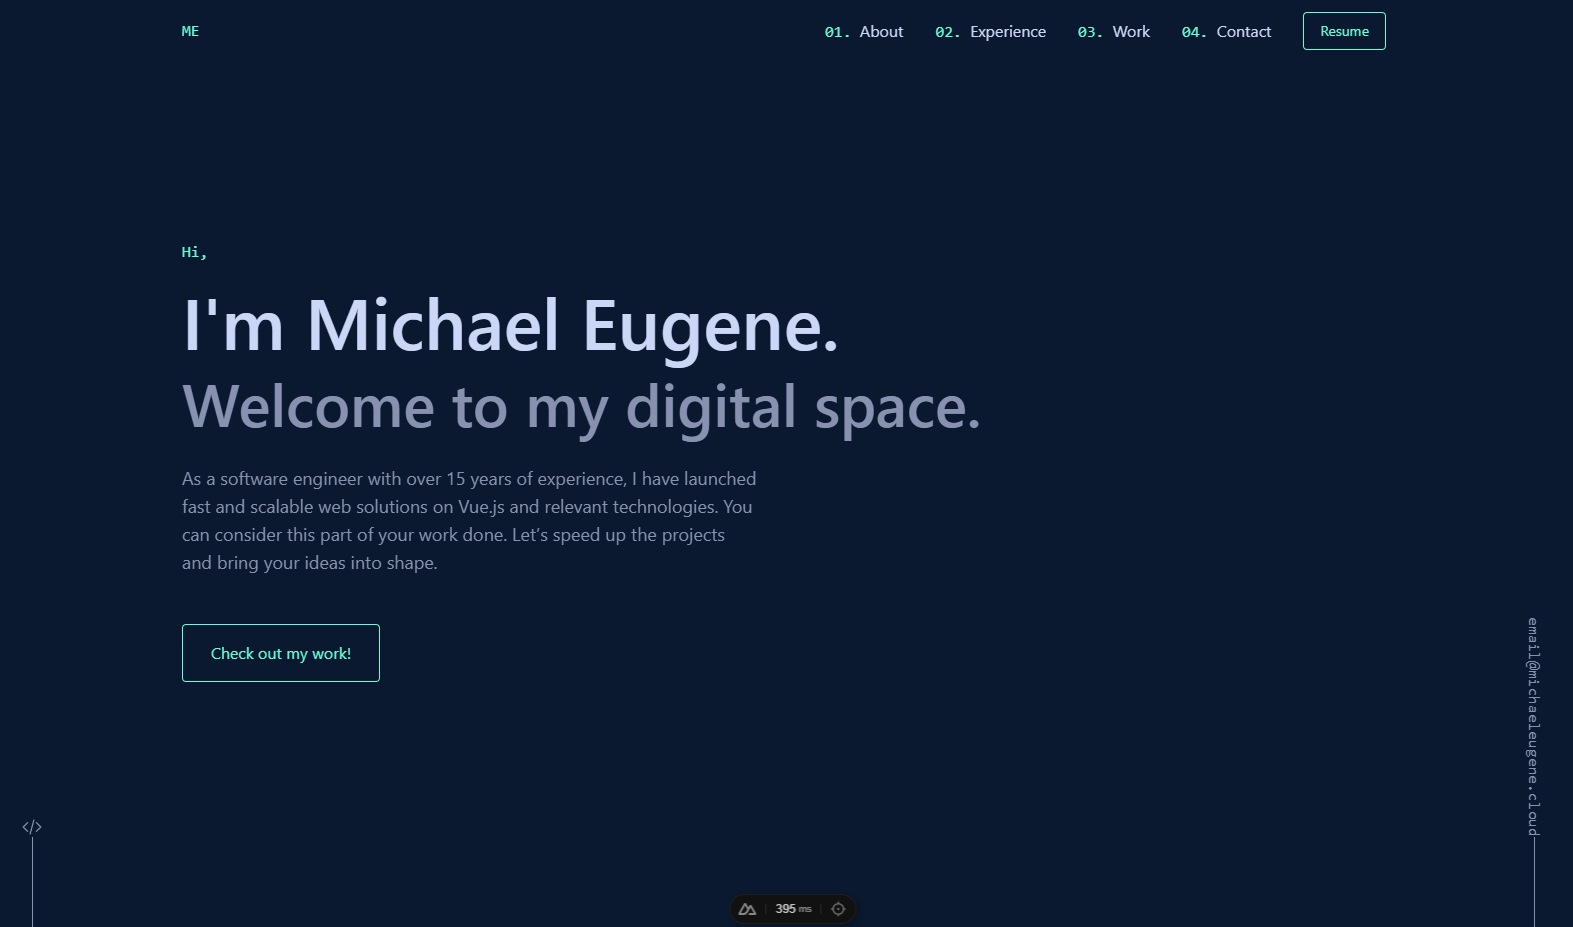 ME
01. About 02. Experience 03. Work 04. Contact Resume
Hi,
I'm Michael Eugene.
Welcome to my digital space.
As a software engineer with over 15 years of experience, I have launched
fast and scalable web solutions on Vue.js and relevant technologies. You
can consider this part of your work done. Let’s speed up the projects
and bring your ideas into shape.
Check out my work!
email@michaeleugene.cloud
</>
395 ms